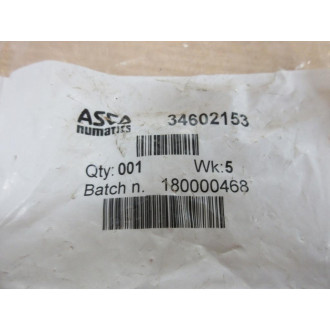 ASCO 34602153
numatics
Qty: 001 Wk: 5
Batch n. 180000468